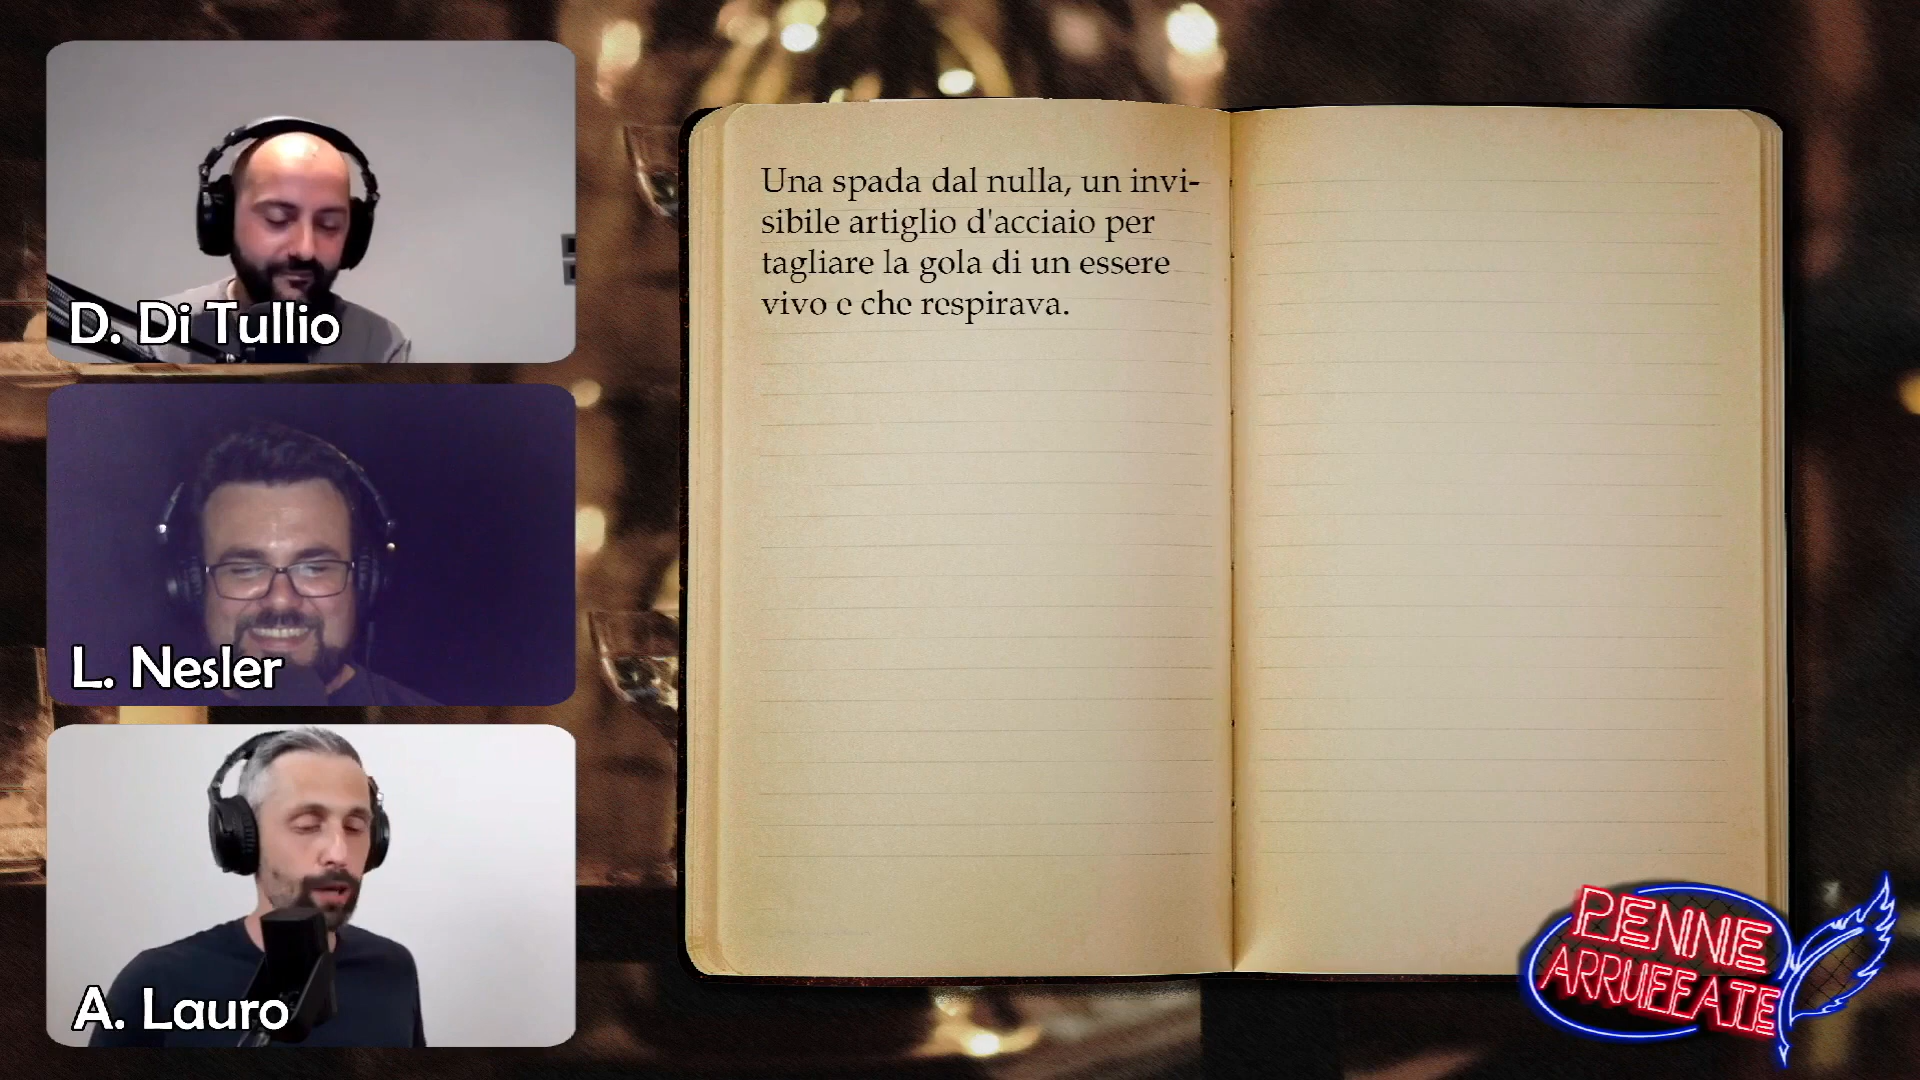 D. Di Tullio
L. Nesler
A. Lauro
Una spada dal nulla, un invi-
sibile artiglio d'acciaio per
tagliare la gola di un essere
vivo e che respirava.
PENNE
ARRUFFATE